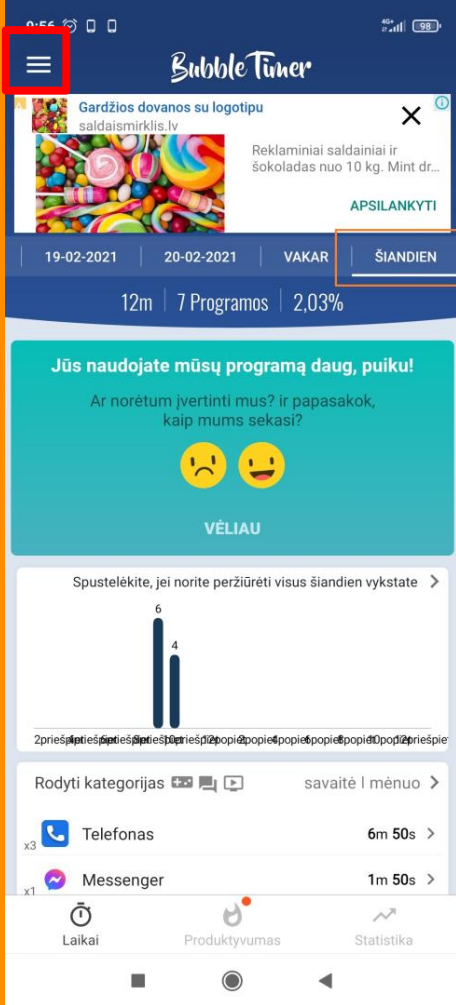 9:56
4G+
98
Bubble Timer
Gardžios dovanos su logotipu
saldaismirklis.lv
Reklaminiai saldainiai ir
šokoladas nuo 10 kg. Mint dr...
APSILANKYTI
19-02-2021
20-02-2021
VAKAR
ŠIANDIEN
12m 7 Programos 2,03%
Jūs naudojate mūsų programą daug, puiku!
Ar norėtum įvertinti mus? ir papasakok,
kaip mums sekasi?
VĖLIAU
Spustelėkite, jei norite peržiūrėti visus šiandien vykstate
6
4
Rodyti kategorijas
savaitė | mėnuo
x3 Telefonas 6m 50s
x1 Messenger 1m 50s
Laikai
Produktyvumas
Statistika